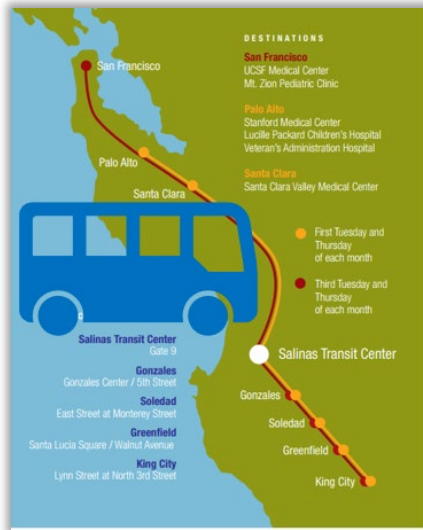 DESTINATIONS
San Francisco
UCSF Medical Center
Mt. Zion Pediatric Clinic
Palo Alto
Stanford Medical Center
Lucille Packard Children's Hospital
Veteran's Administration Hospital
Santa Clara
Santa Clara Valley Medical Center
First Tuesday and
Thursday
of each month
Third Tuesday and
Thursday
of each month
San Francisco
Palo Alto
Santa Clara
Salinas Transit Center
Gonzales
Soledad
Greenfield
King City
Salinas Transit Center
Gate 9
Gonzales
Gonzales Center / 5th Street
Soledad
East Street at Monterey Street
Greenfield
Santa Lucia Square / Walnut Avenue
King City
Lynn Street at North 3rd Street